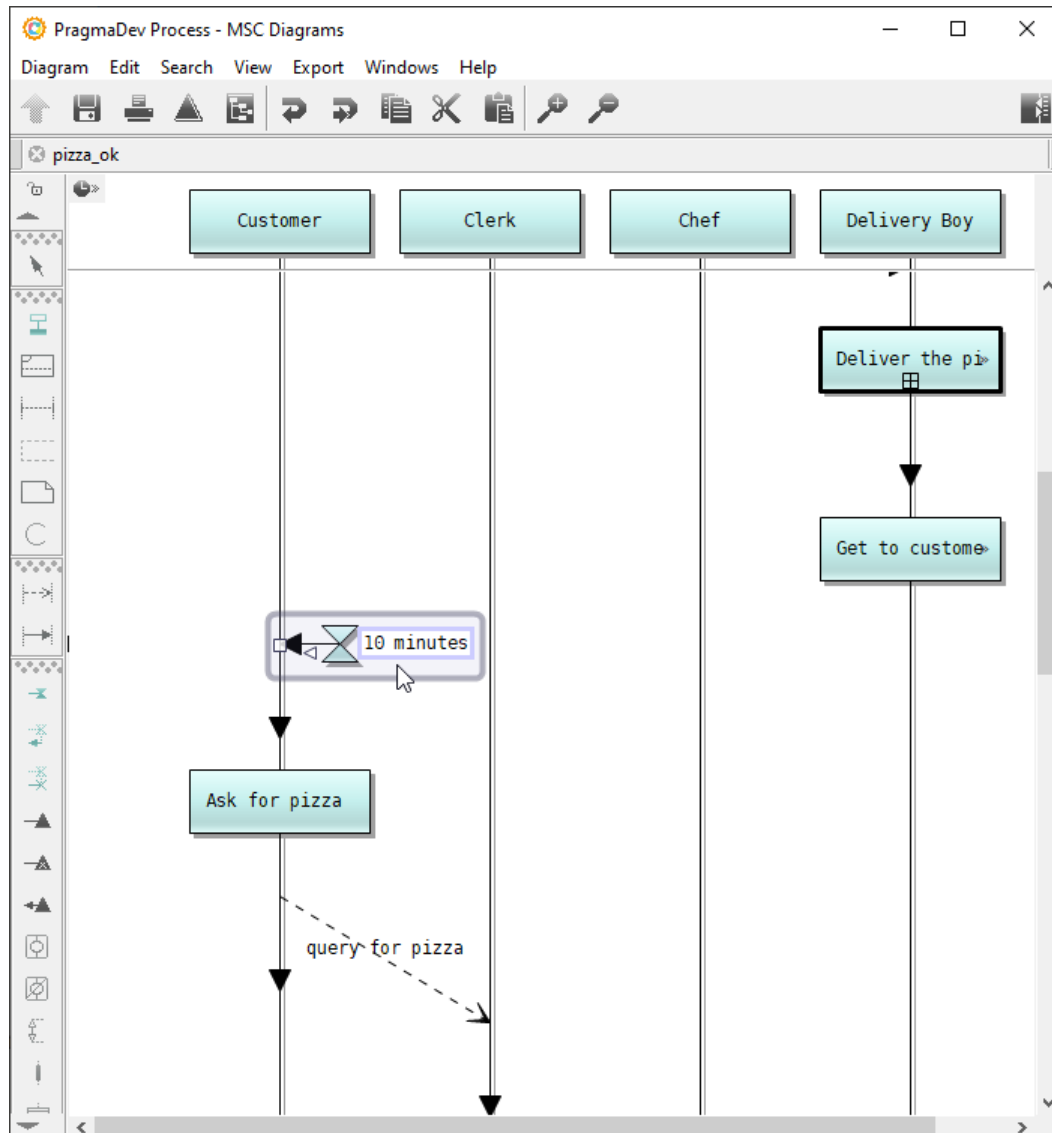 PragmaDev Process - MSC Diagrams
Diagram Edit Search View Export Windows Help
pizza_ok
Customer Clerk Chef Delivery Boy
Deliver the pi»
Get to custome»
10 minutes
Ask for pizza
query for pizza